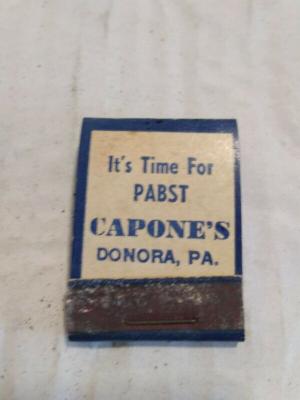 It's Time For
PABST
CAPONE'S
DONORA, PA.